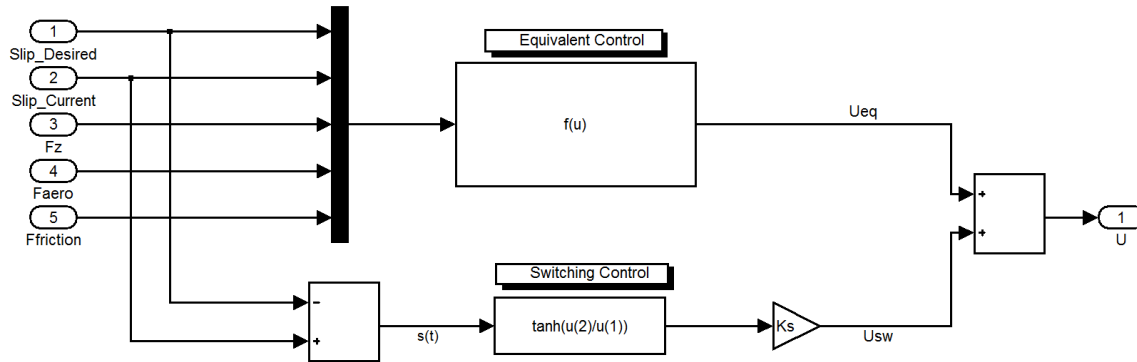 1
Slip_Desired
2
Slip_Current
3
Fz
4
Faero
5
Ffriction
Equivalent Control
f(u)
Ueq
+
+
1
U
Switching Control
-
+
s(t)
tanh(u(2)/u(1))
Ks
Usw